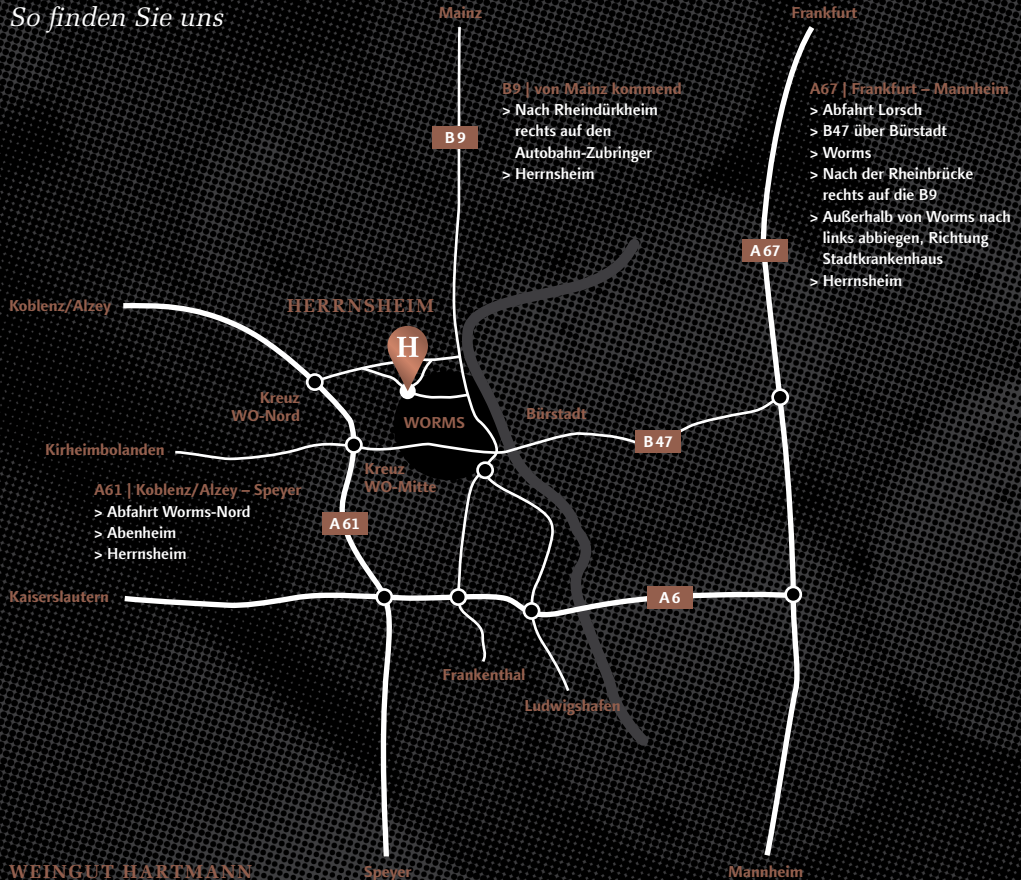 So finden Sie uns
Mainz
Frankfurt
B9 | von Mainz kommend
> Nach Rheindürkheim
rechts auf den
Autobahn-Zubringer
> Herrnsheim
A67 | Frankfurt – Mannheim
> Abfahrt Lorsch
> B47 über Bürstadt
> Worms
> Nach der Rheinbrücke
rechts auf die B9
> Außerhalb von Worms nach
links abbiegen, Richtung
Stadtkrankenhaus
> Herrnsheim
B9
A67
Koblenz/Alzey
HERRNSHEIM
H
Kreuz
WO-Nord
WORMS
Bürstadt
B47
Kirheimbolanden
Kreuz
WO-Mitte
A61 | Koblenz/Alzey – Speyer
> Abfahrt Worms-Nord
> Abenheim
> Herrnsheim
A61
Kaiserslautern
A6
Frankenthal
Ludwigshafen
WEINGUT HARTMANN
Speyer
Mannheim